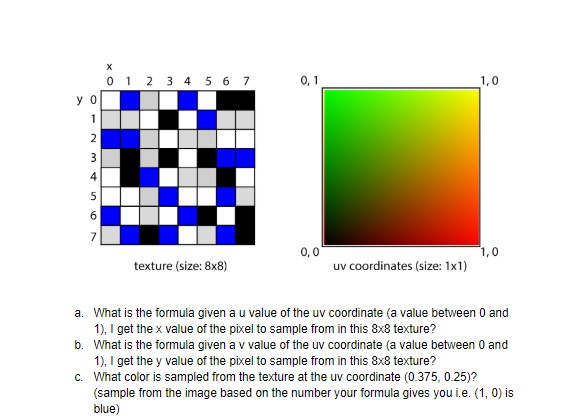 x
0 1 2 3 4 5 6 7
y 0
1
2
3
4
5
6
7
texture (size: 8x8)
0, 1
1, 0
0, 0
1, 0
uv coordinates (size: 1x1)
a. What is the formula given a u value of the uv coordinate (a value between 0 and
1), I get the x value of the pixel to sample from in this 8x8 texture?
b. What is the formula given a v value of the uv coordinate (a value between 0 and
1), I get the y value of the pixel to sample from in this 8x8 texture?
c. What color is sampled from the texture at the uv coordinate (0.375, 0.25)?
(sample from the image based on the number your formula gives you i.e. (1, 0) is
blue)